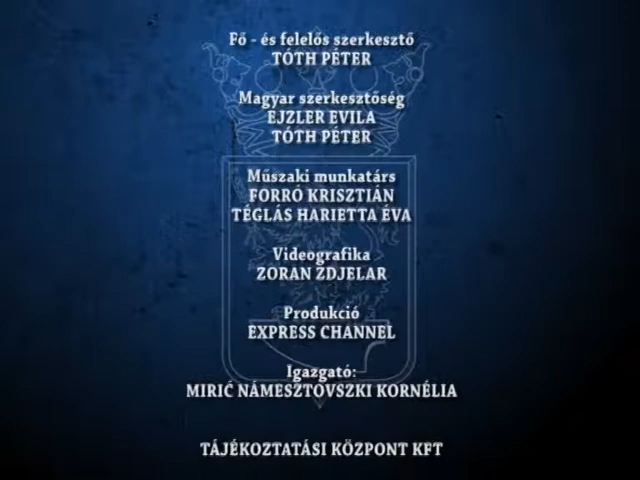 Fő - és felelős szerkesztő
TÓTH PÉTER
Magyar szerkesztőség
EJZLER EVILA
TÓTH PÉTER
Műszaki munkatárs
FORRÓ KRISZTIÁN
TÉGLÁS HARIETTA ÉVA
Videografika
ZORAN ZDJELAR
Produkció
EXPRESS CHANNEL
Igazgató:
MIRIĆ NÁMESZTOVSZKI KORNÉLIA
TÁJÉKOZTATÁSI KÖZPONT KFT